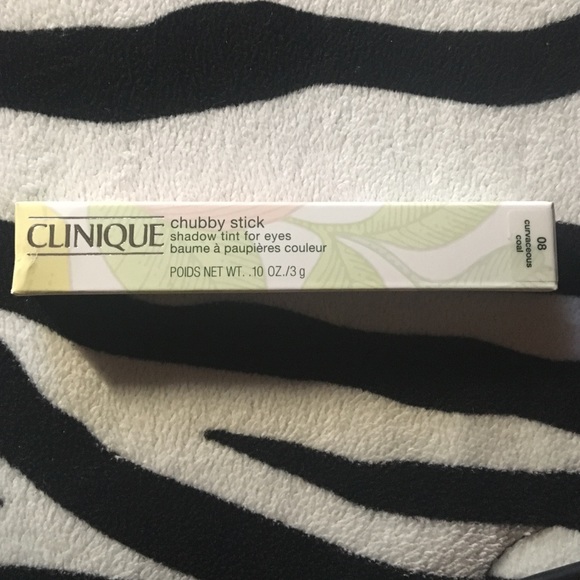 CLINIQUE
chubby stick
shadow tint for eyes
baume à paupières couleur
POIDS NET WT. .10 OZ./3 g
08
curvaceous
coal